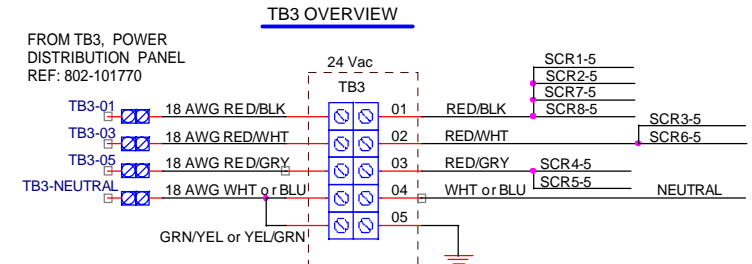 TB3 OVERVIEW
FROM TB3, POWER
DISTRIBUTION PANEL
REF: 802-101770
24 Vac
TB3
SCR1-5
SCR2-5
SCR7-5
SCR8-5
TB3-01
18 AWG RED/BLK
01
RED/BLK
SCR3-5
TB3-03
18 AWG RED/WHT
02
RED/WHT
SCR6-5
TB3-05
18 AWG RED/GRY
03
RED/GRY
SCR4-5
SCR5-5
TB3-NEUTRAL
18 AWG WHT or BLU
04
WHT or BLU
NEUTRAL
05
GRN/YEL or YEL/GRN